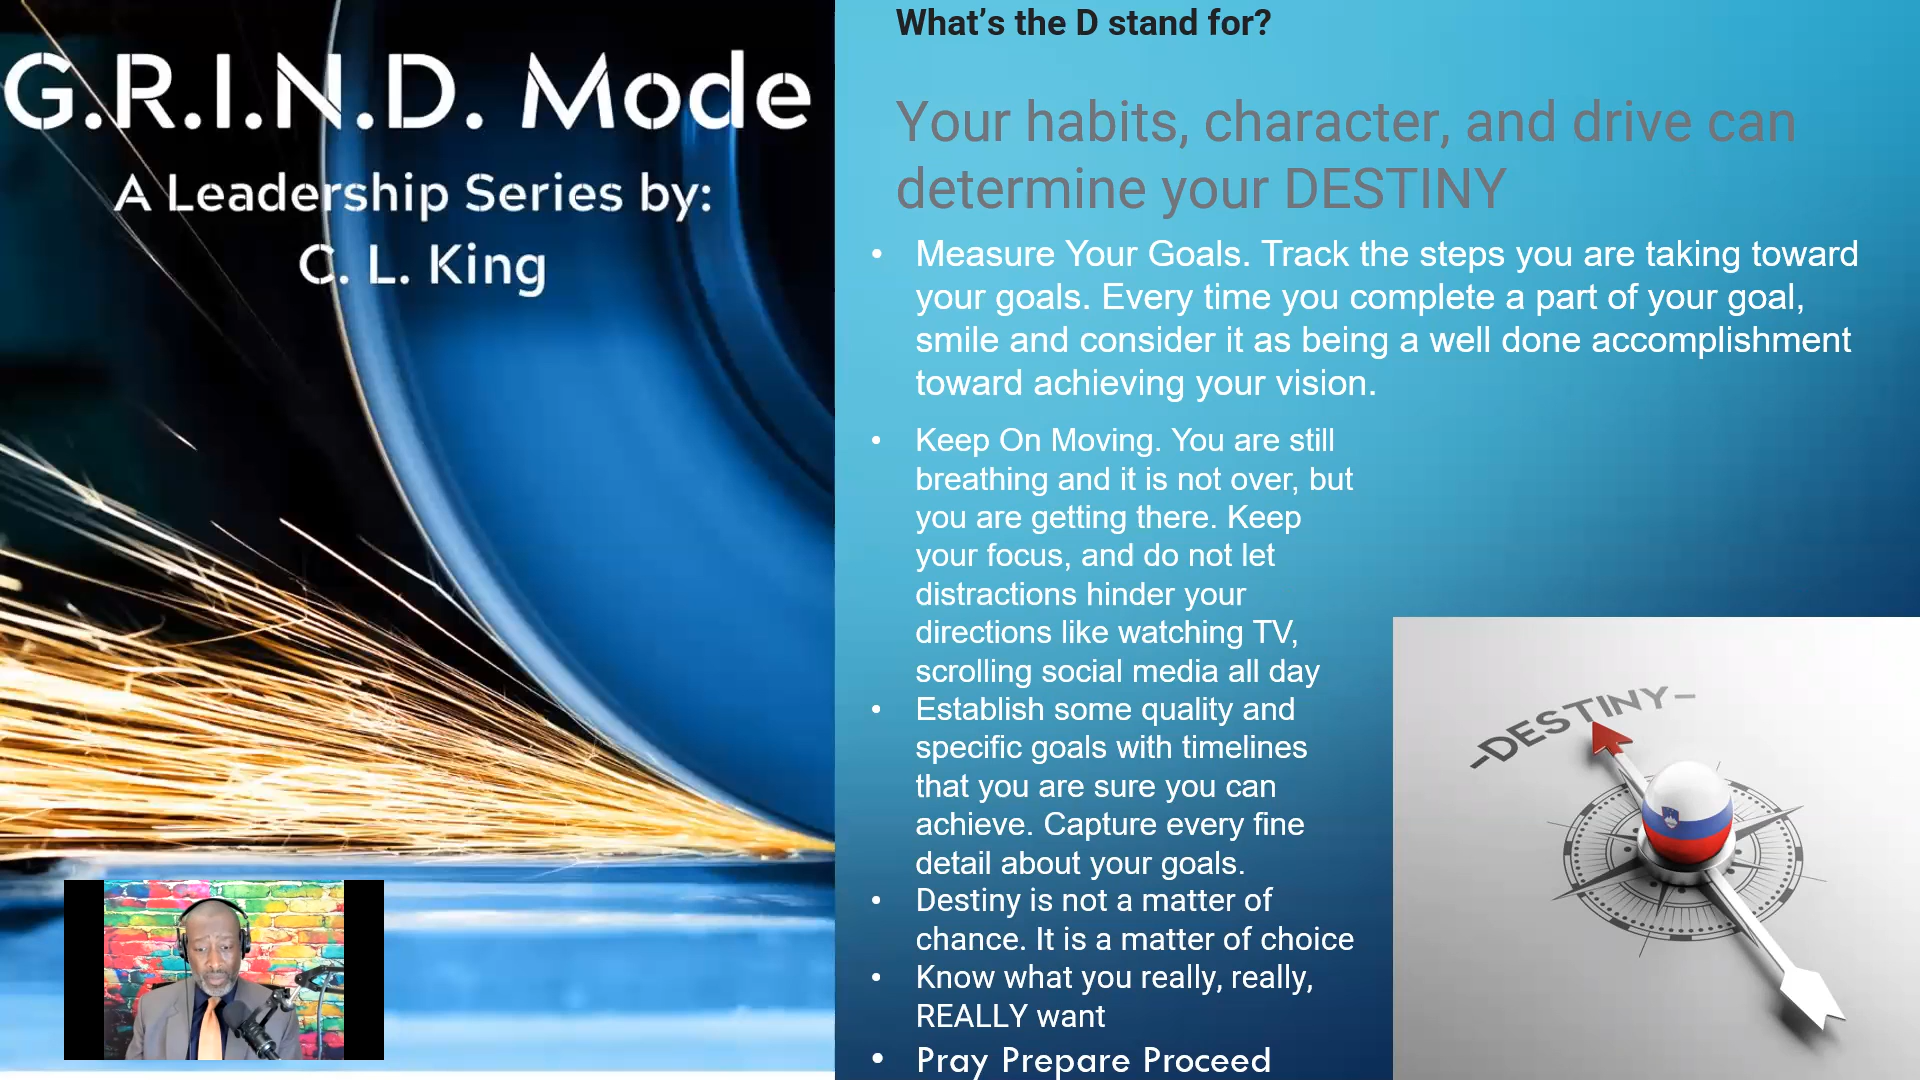 G.R.I.N.D. Mode
A Leadership Series by:
C. L. King
What's the D stand for?
Your habits, character, and drive can
determine your DESTINY
• Measure Your Goals. Track the steps you are taking toward
your goals. Every time you complete a part of your goal,
smile and consider it as being a well done accomplishment
toward achieving your vision.
• Keep On Moving. You are still
breathing and it is not over, but
you are getting there. Keep
your focus, and do not let
distractions hinder your
directions like watching TV,
scrolling social media all day
• Establish some quality and
specific goals with timelines
that you are sure you can
achieve. Capture every fine
detail about your goals.
• Destiny is not a matter of
chance. It is a matter of choice
• Know what you really, really,
REALLY want
• Pray Prepare Proceed
-DESTINY-